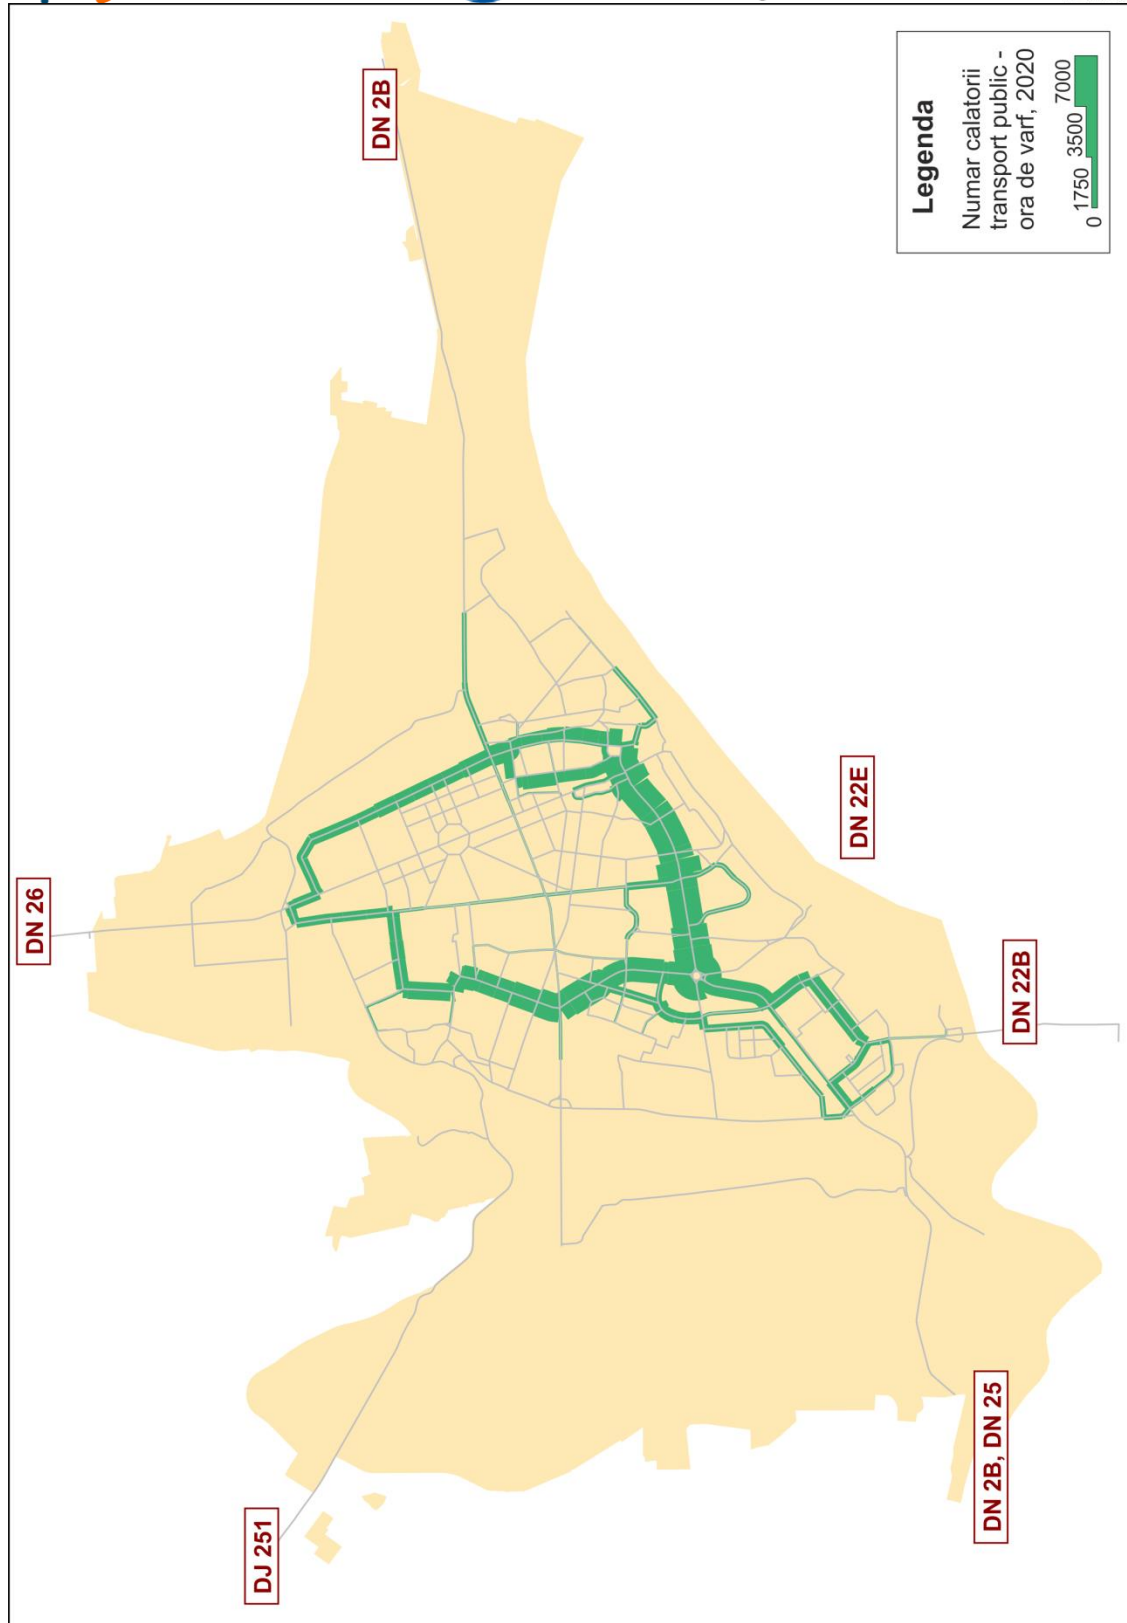 DJ 251
DN 26
DN 2B
DN 2B, DN 25
DN 22B
DN 22E
Legenda
Numar calatorii
transport public -
ora de varf, 2020
0 1750 3500 7000